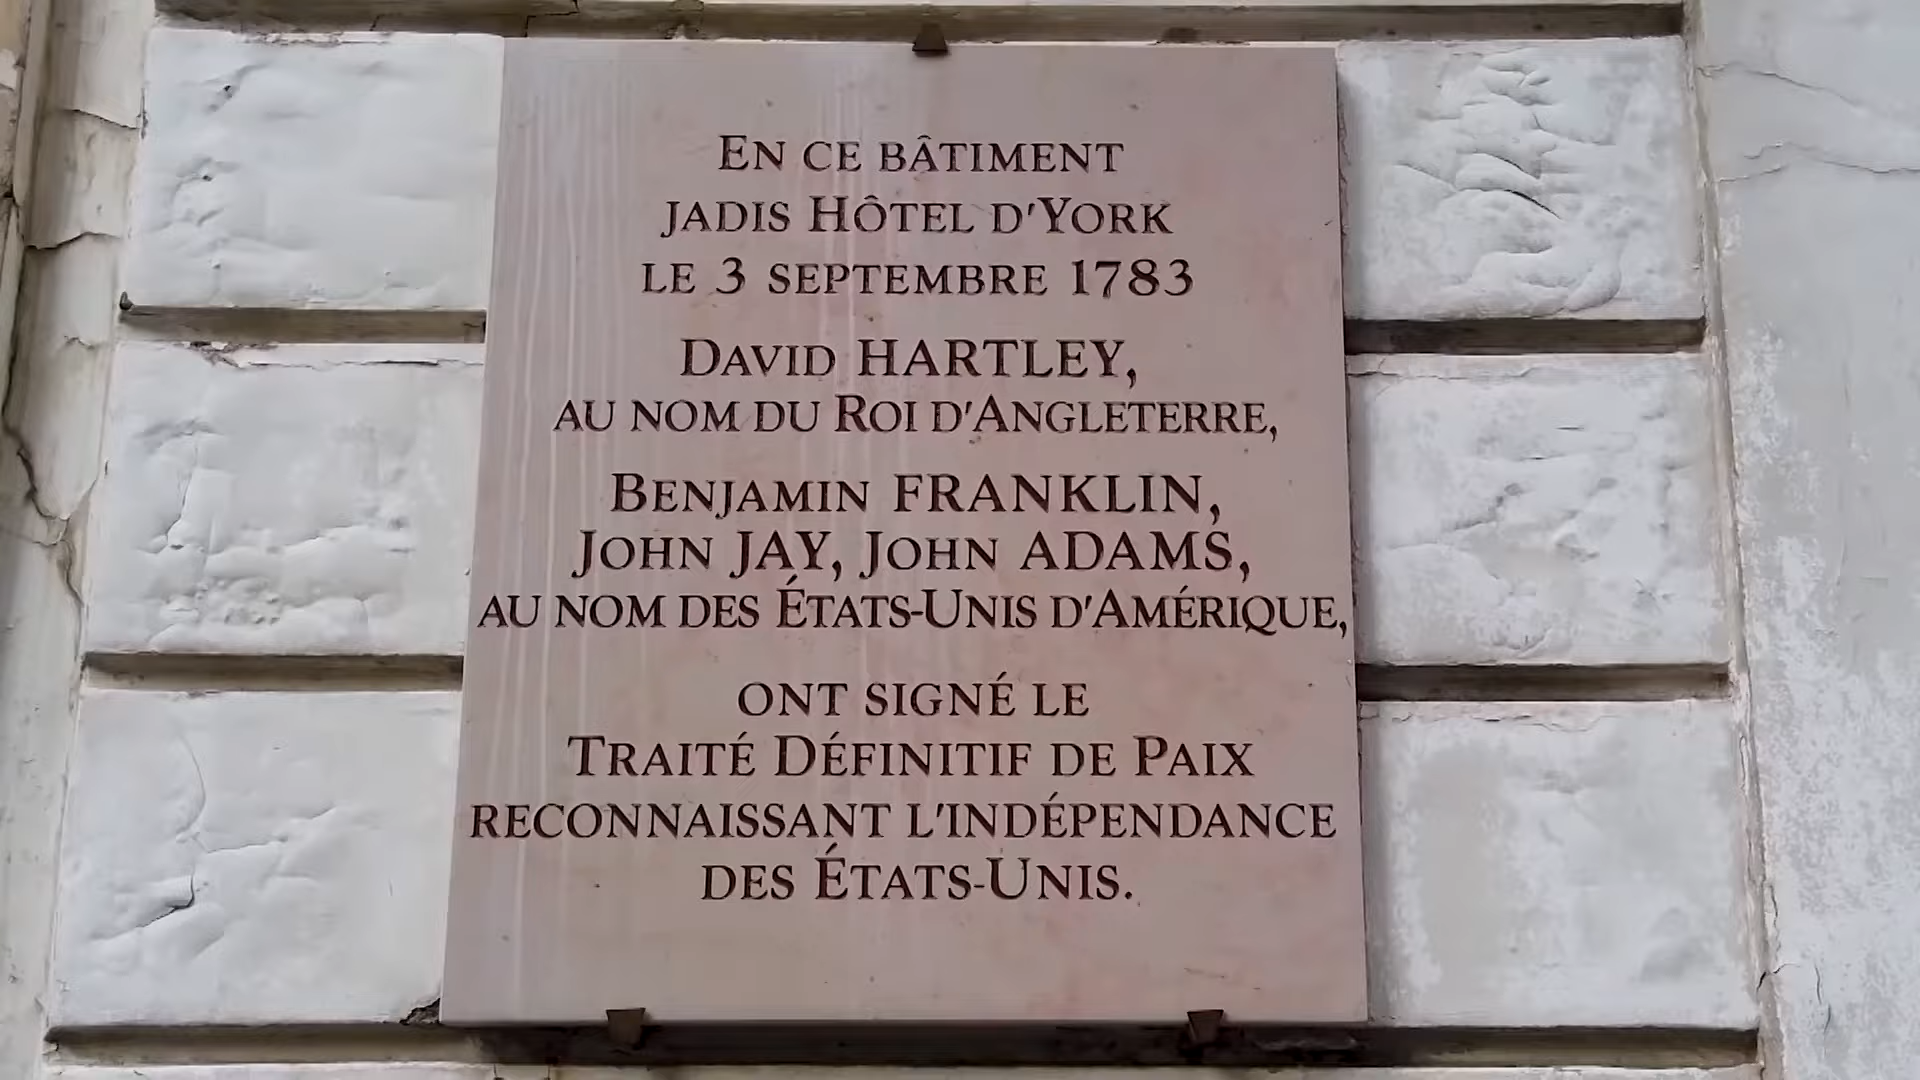 En ce bâtiment
jadis Hôtel d'York
le 3 septembre 1783
David HARTLEY,
au nom du Roi d'Angleterre,
Benjamin FRANKLIN,
John JAY, John ADAMS,
au nom des États-Unis d'Amérique,
ont signé le
Traité Définitif de Paix
reconnaissant l'indépendance
des États-Unis.